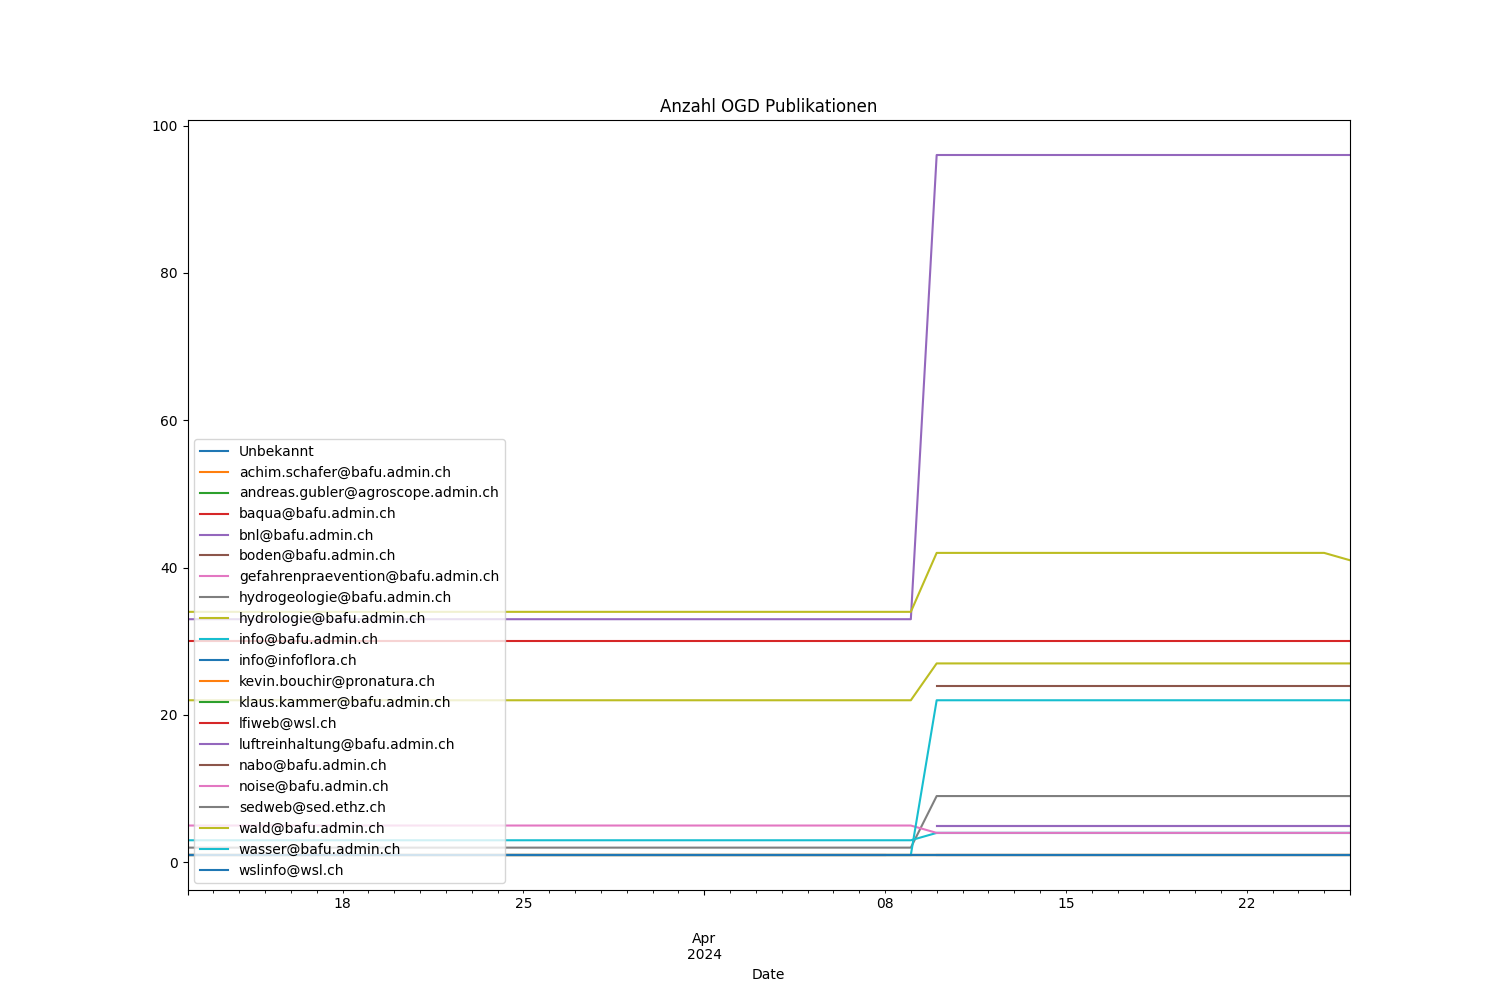 Anzahl OGD Publikationen
100
80
60
40
20
0
Unbekannt
achim.schafer@bafu.admin.ch
andreas.gubler@agroscope.admin.ch
baqua@bafu.admin.ch
bnl@bafu.admin.ch
boden@bafu.admin.ch
gefahrenpraevention@bafu.admin.ch
hydrogeologie@bafu.admin.ch
hydrologie@bafu.admin.ch
info@bafu.admin.ch
info@infoflora.ch
kevin.bouchir@pronatura.ch
klaus.kammer@bafu.admin.ch
lfiweb@wsl.ch
luftreinhaltung@bafu.admin.ch
nabo@bafu.admin.ch
noise@bafu.admin.ch
sedweb@sed.ethz.ch
wald@bafu.admin.ch
wasser@bafu.admin.ch
wslinfo@wsl.ch
18 25 08 15 22
Apr
2024
Date